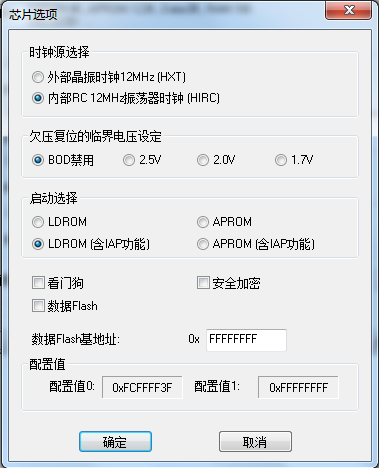 芯片选项
时钟源选择
外部晶振时钟12MHz (HXT)
内部RC 12MHz振荡器时钟 (HIRC)
欠压复位的临界电压设定
BOD禁用 2.5V 2.0V 1.7V
启动选择
LDROM APROM
LDROM (含IAP功能) APROM (含IAP功能)
看门狗 安全加密
数据Flash
数据Flash基地址: 0x FFFFFFFF
配置值
配置值0: 0xFCFFFF3F 配置值1: 0xFFFFFFFF
确定 取消